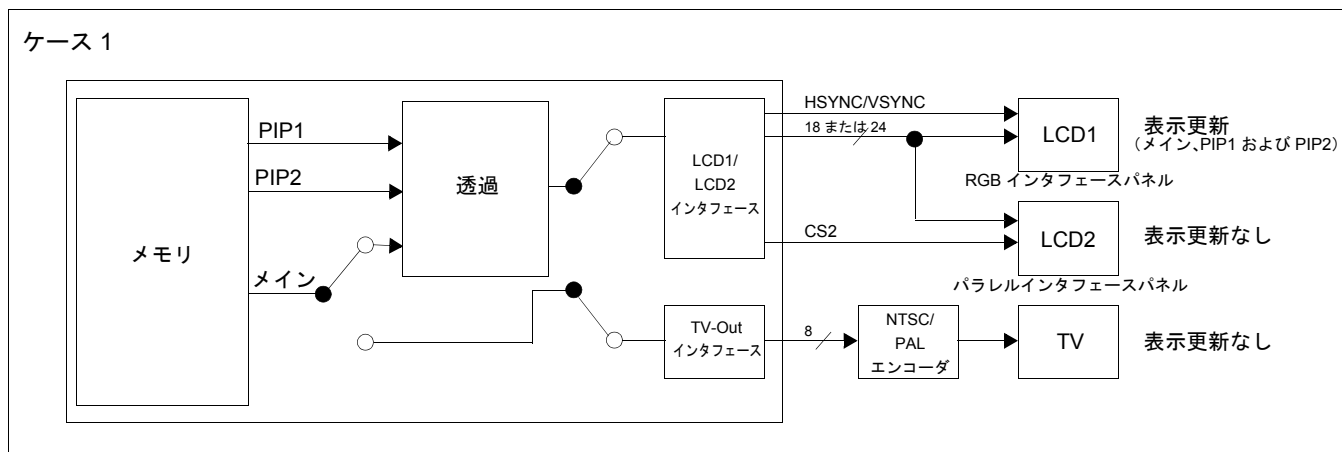 ケース 1
メモリ
PIP1
PIP2
メイン
透過
LCD1/
LCD2
インタフェース
HSYNC/VSYNC
18 または 24
CS2
LCD1
表示更新
(メイン、PIP1 および PIP2)
RGB インタフェースパネル
LCD2
表示更新なし
パラレルインタフェースパネル
TV-Out
インタフェース
8
NTSC/
PAL
エンコーダ
TV
表示更新なし